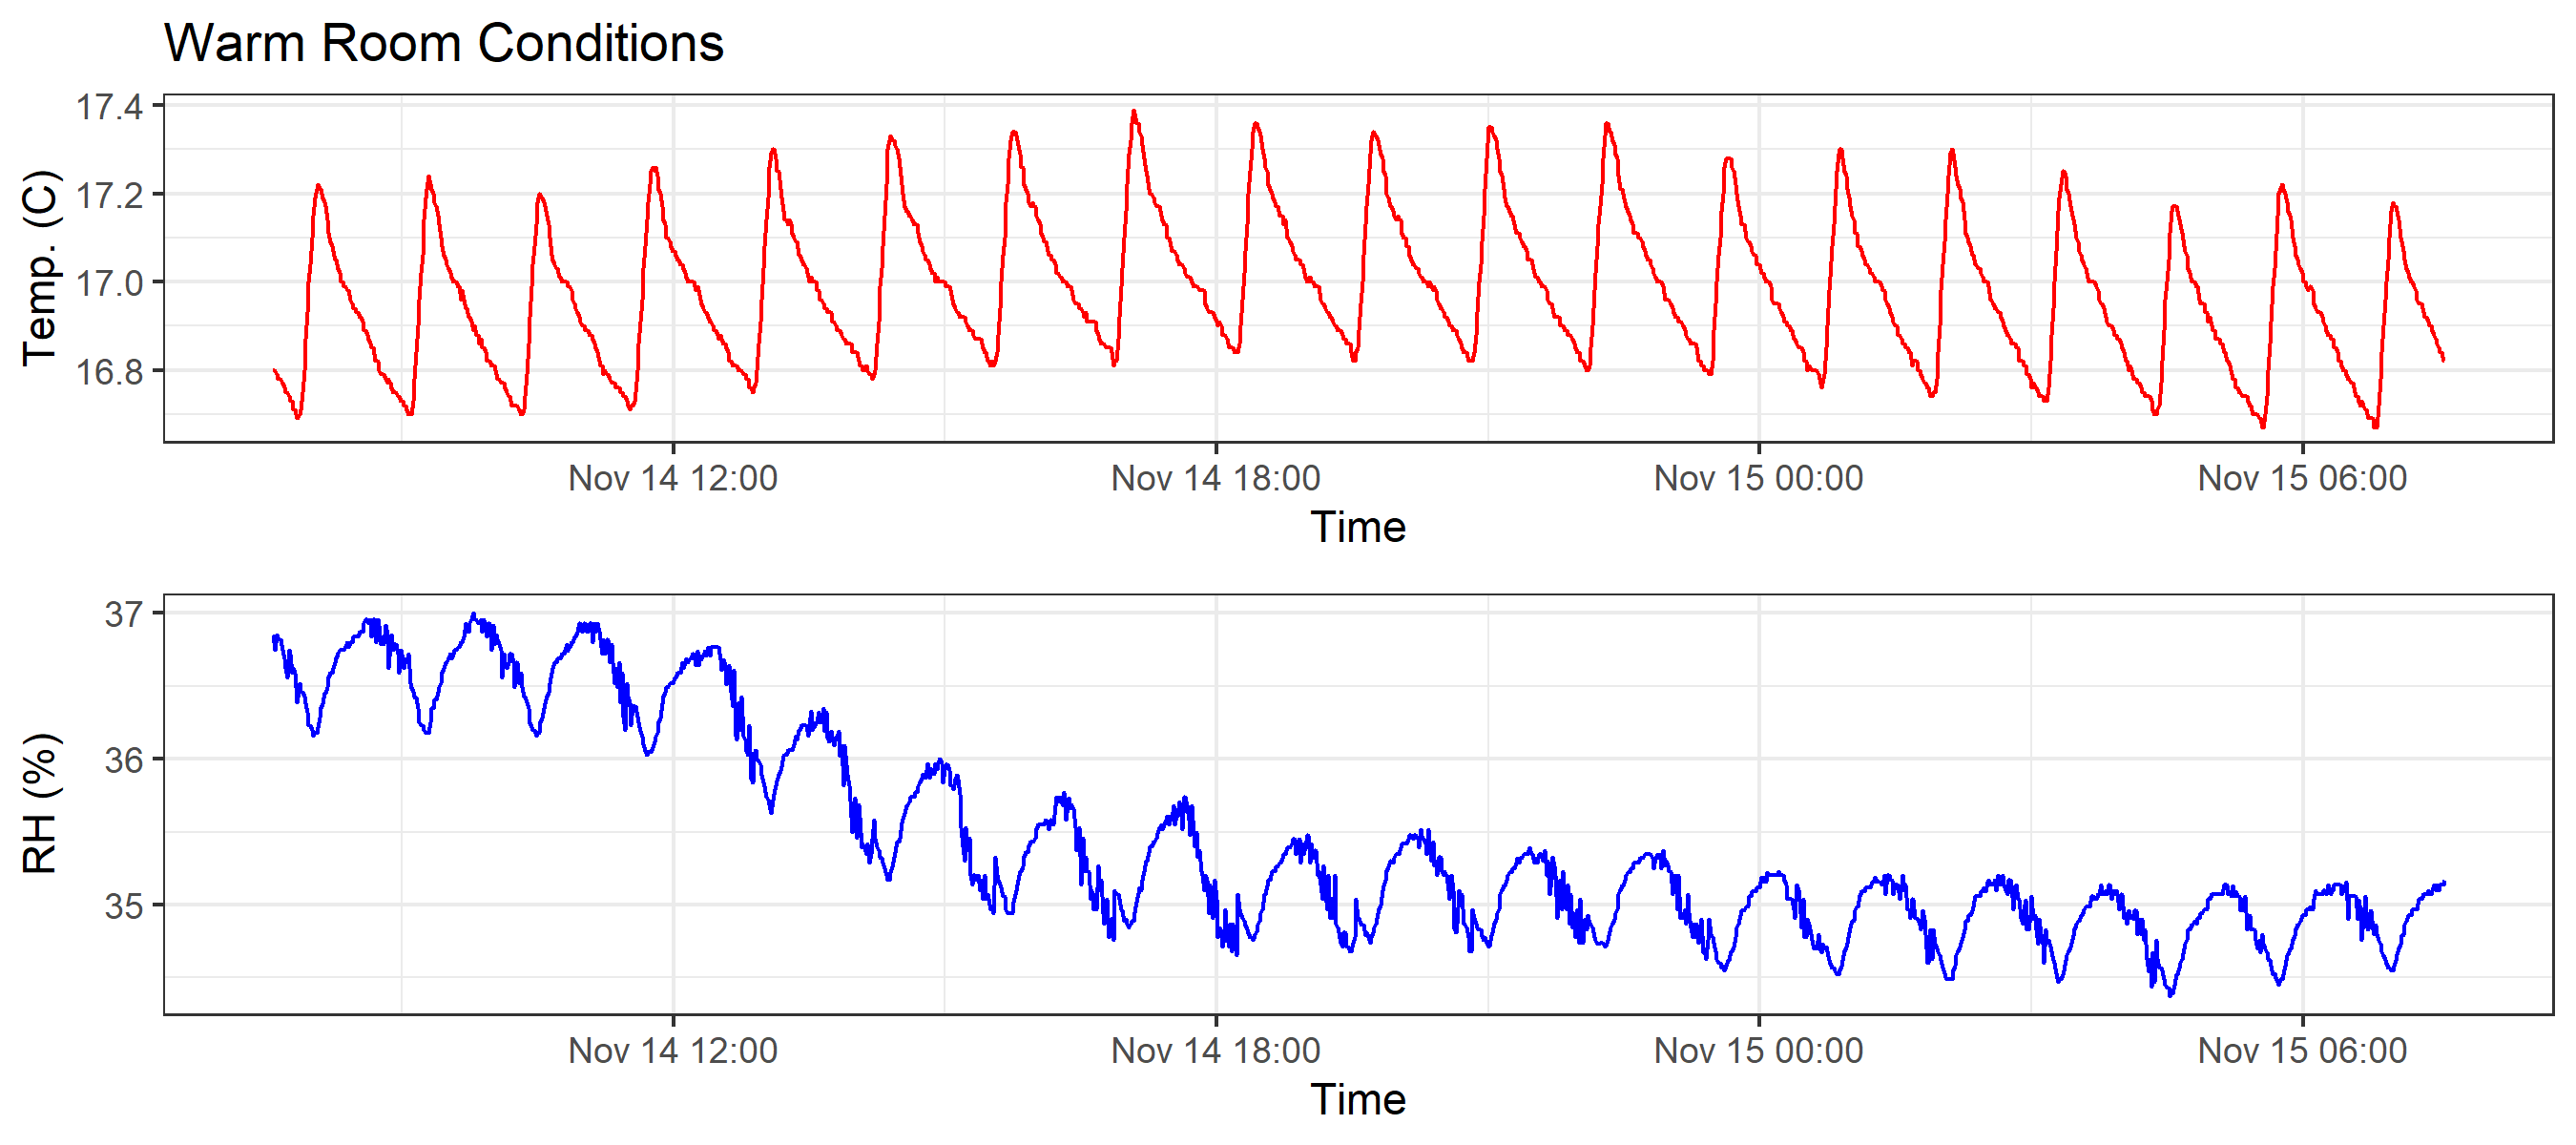 Warm Room Conditions
17.4
17.2
17.0
16.8
Temp. (C)
Nov 14 12:00 Nov 14 18:00 Nov 15 00:00 Nov 15 06:00
Time
37
36
35
RH (%)
Nov 14 12:00 Nov 14 18:00 Nov 15 00:00 Nov 15 06:00
Time